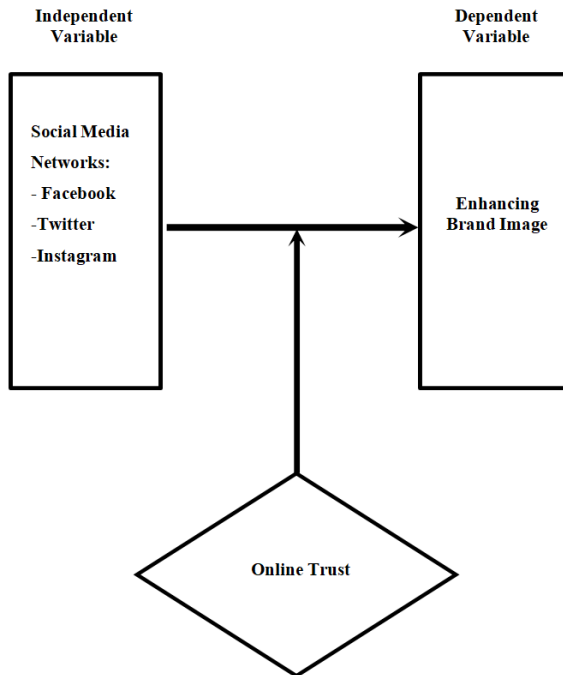 Independent
Variable
Dependent
Variable
Social Media
Networks:
- Facebook
-Twitter
-Instagram
Enhancing
Brand Image
Online Trust